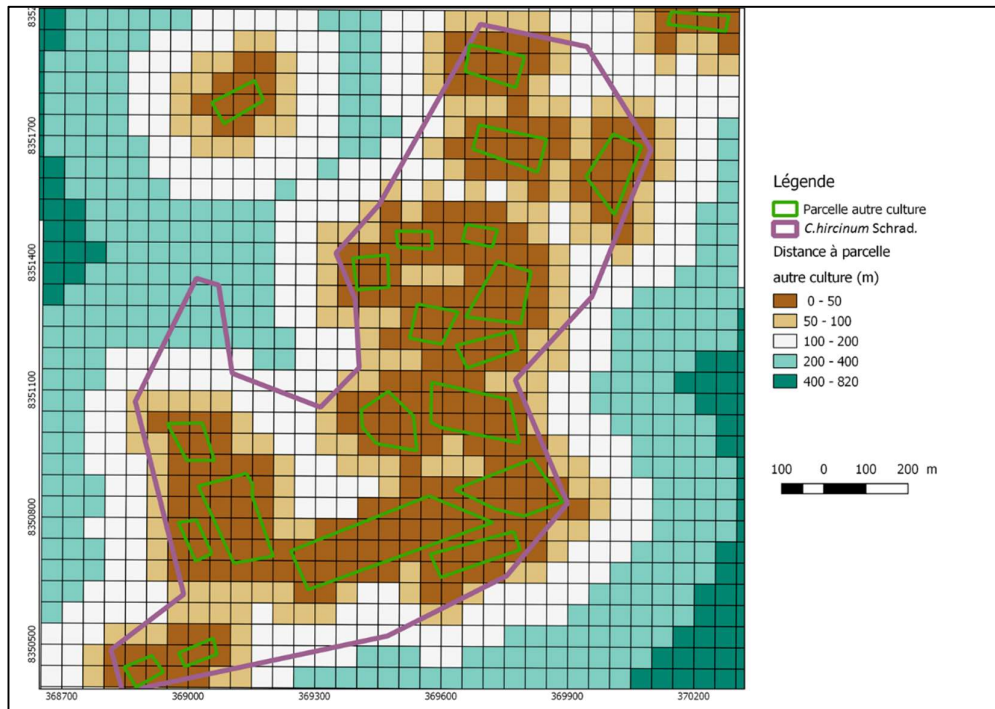 8352
8351700
8351400
8351100
8350800
8350500
368700
369000
369300
369600
369900
370200
Légende
Parcelle autre culture
C.hircinum Schrad.
Distance à parcelle
autre culture (m)
0 - 50
50 - 100
100 - 200
200 - 400
400 - 820
100 0 100 200 m